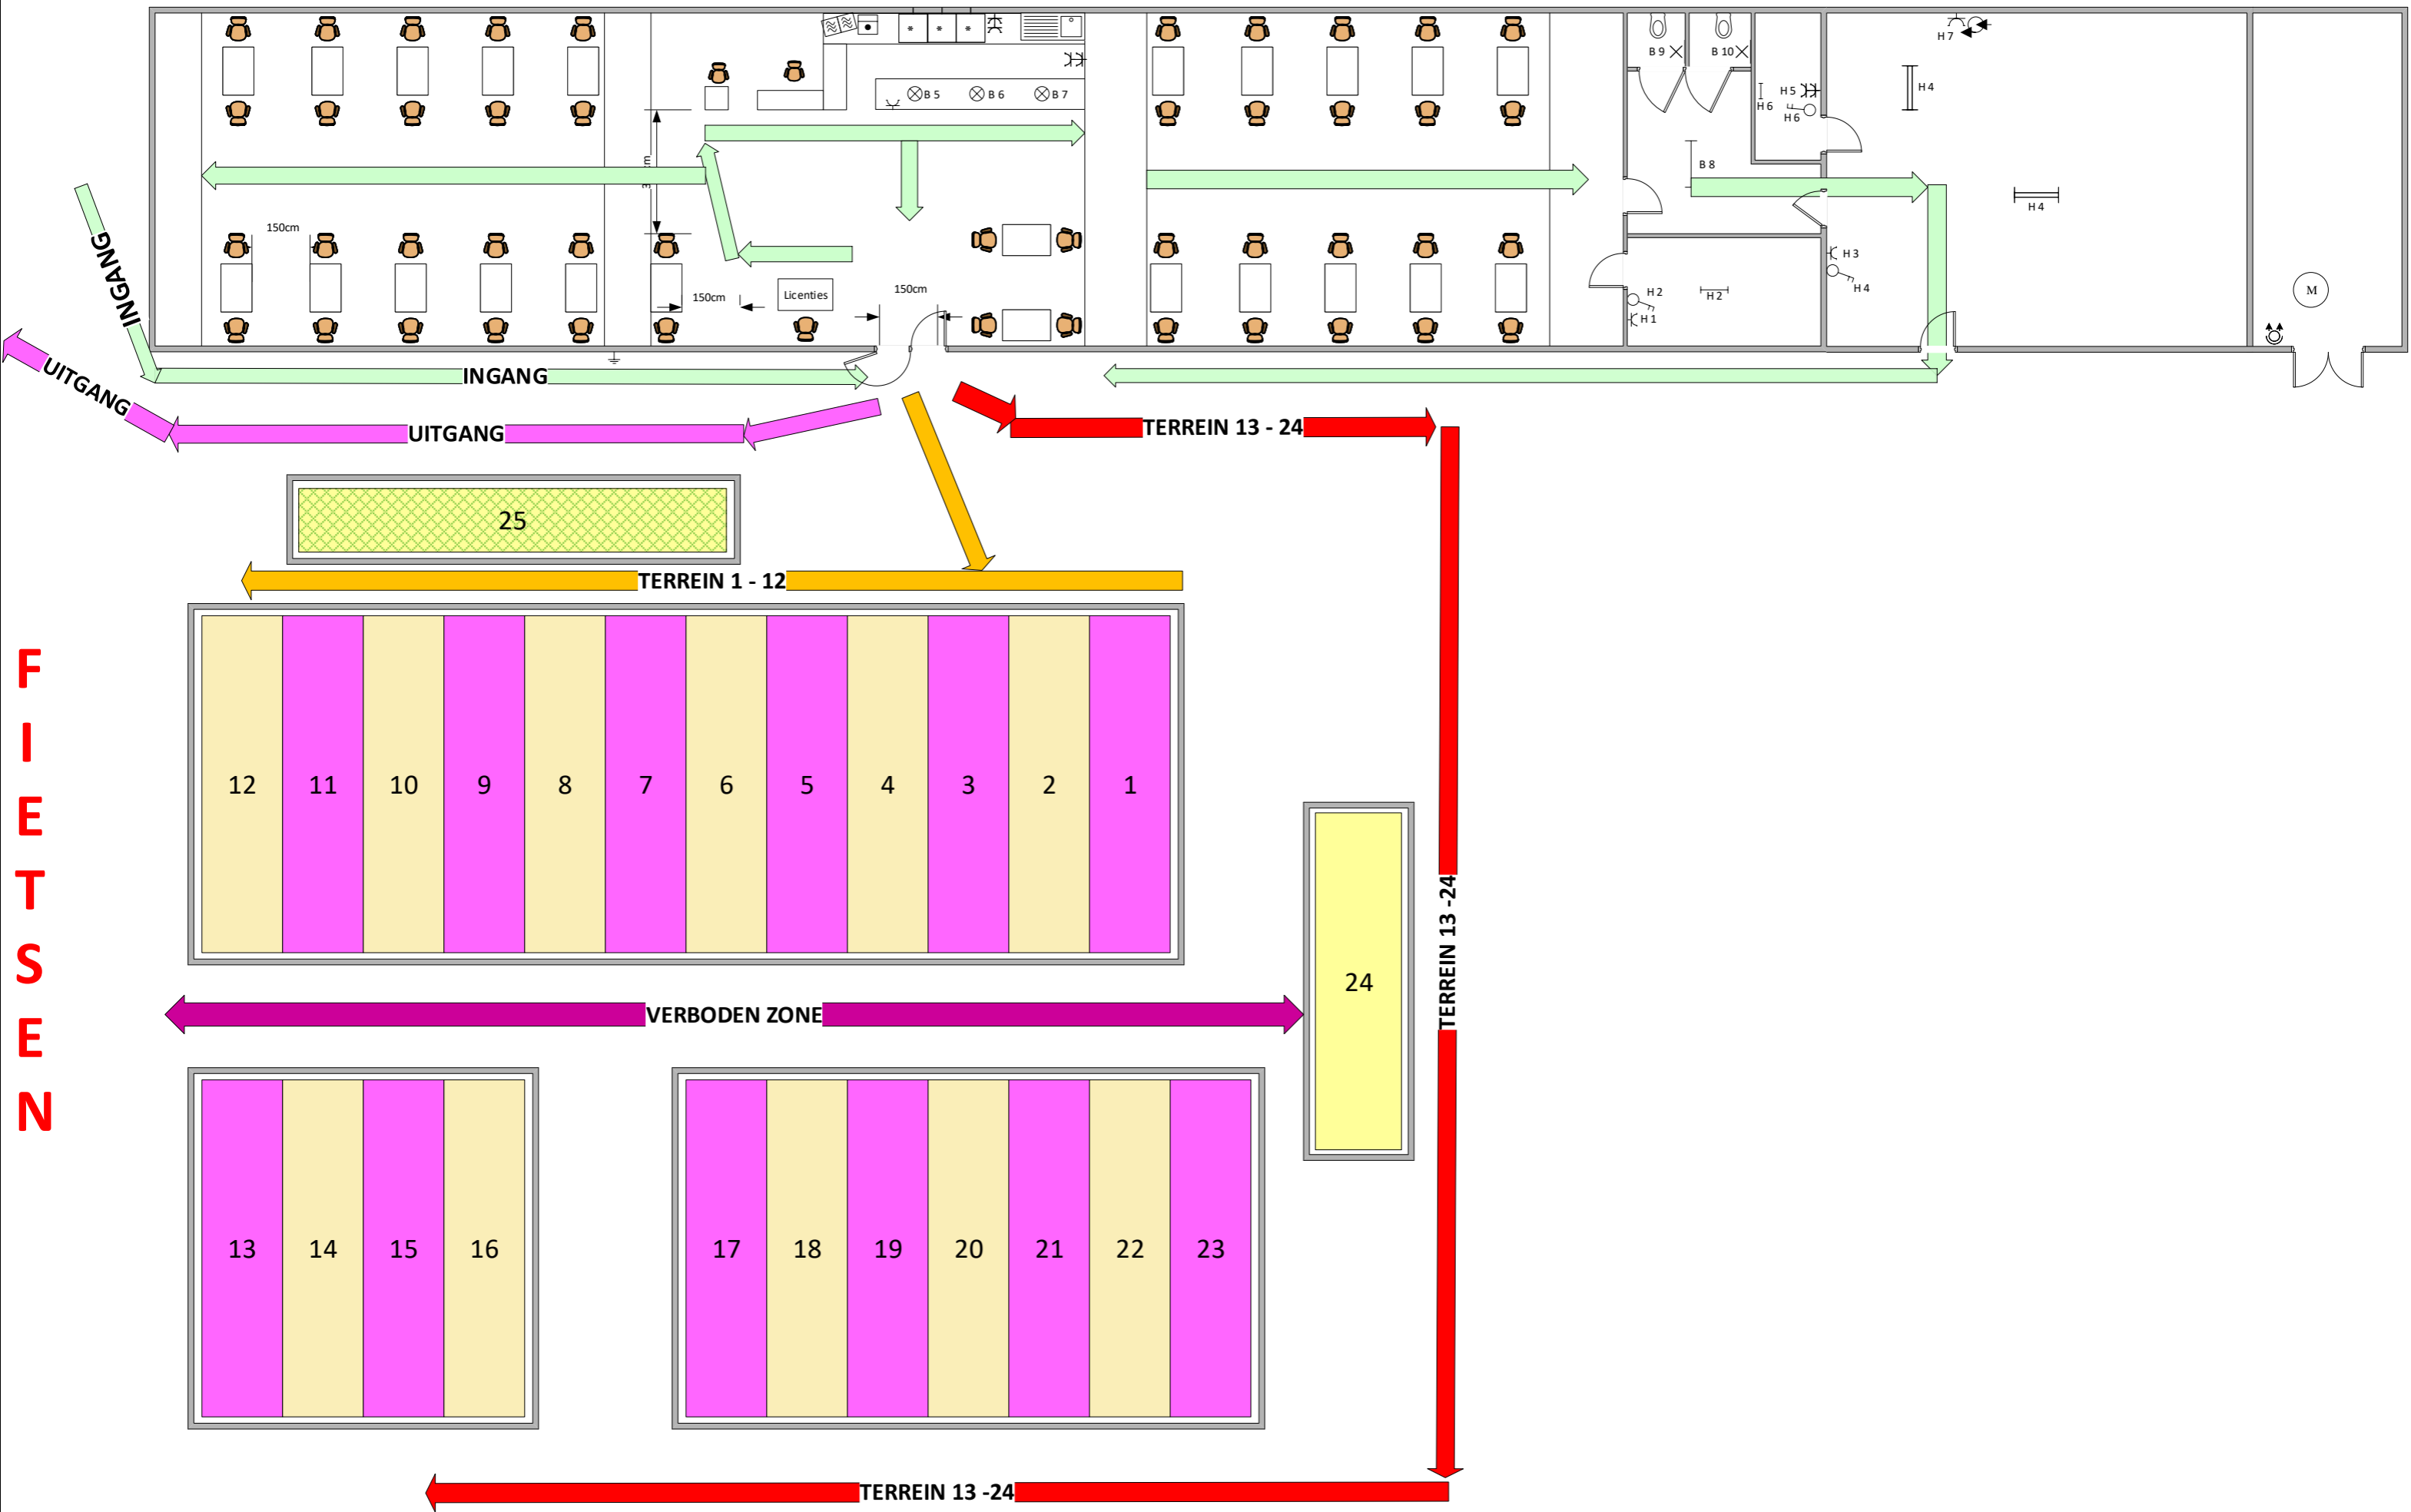 B 5
B 6
B 7
B 9
B 10
H 7
H 4
H 5
H 6
H 6
B 8
H 4
150cm
3 m
H 3
H 4
Licenties
150cm
150cm
H 2
H 1
H 2
M
INGANG
INGANG
UITGANG
UITGANG
TERREIN 13 - 24
25
TERREIN 1 - 12
12
11
10
9
8
7
6
5
4
3
2
1
F
I
E
T
S
E
N
24
TERREIN 13 -24
VERBODEN ZONE
13
14
15
16
17
18
19
20
21
22
23
TERREIN 13 -24